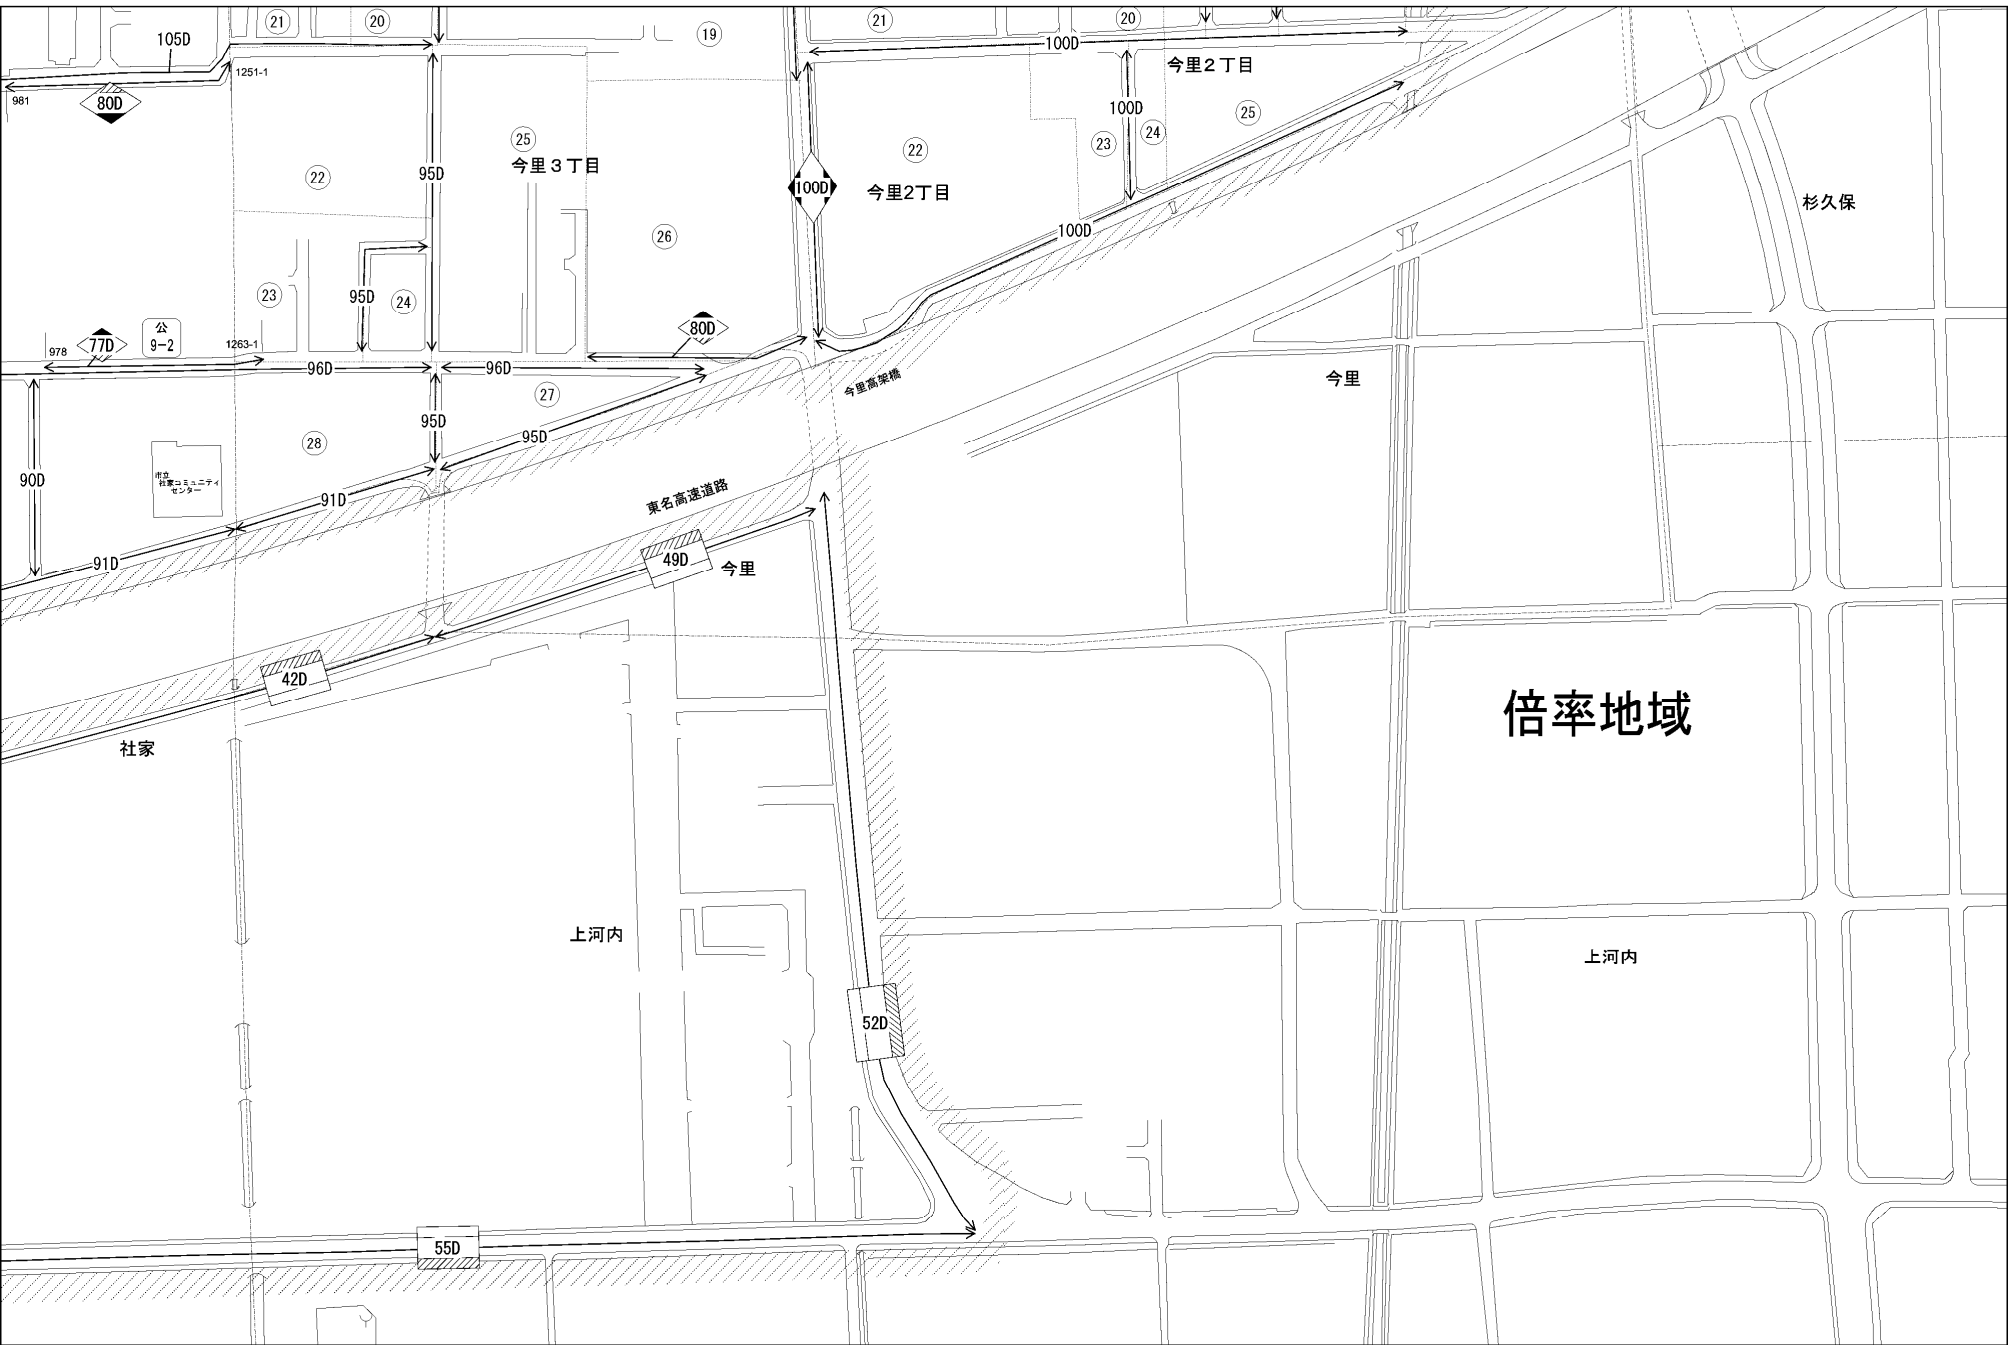 21
20
19
21
20
105D
100D
981
1251-1
80D
今里2丁目
25
100D
25
今里3丁目
22
95D
100D
22
今里2丁目
23
24
杉久保
26
100D
23
95D
24
978
77D
公
9-2
1263-1
80D
96D
96D
27
今里高架橋
今里
95D
95D
28
90D
市立
社家コミュニティ
センター
91D
東名高速道路
91D
49D
今里
42D
社家
倍率地域
上河内
上河内
52D
55D